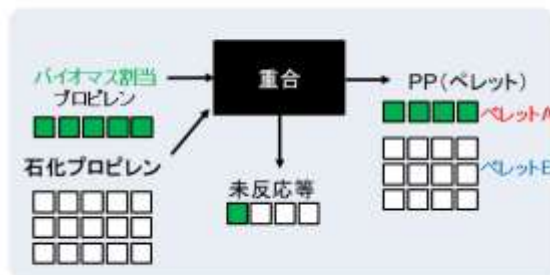 バイオマス割当
プロピレン
石化プロピレン
重合
未反応等
PP(ペレット)
ペレットA
ペレットB